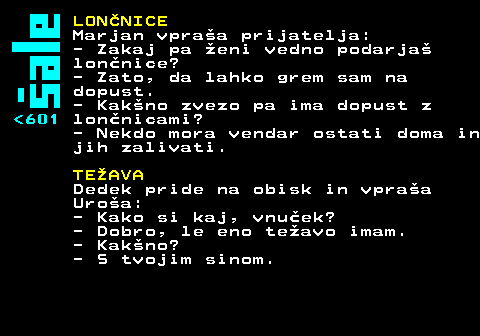 Šale
<601
LONČNICE
Marjan vpraša prijatelja:
- Zakaj pa ženi vedno podarjaš
lončnice?
- Zato, da lahko grem sam na
dopust.
- Kakšno zvezo pa ima dopust z
lončnicami?
- Nekdo mora vendar ostati doma in
jih zalivati.
TEŽAVA
Dedek pride na obisk in vpraša
Uroša:
- Kako si kaj, vnuček?
- Dobro, le eno težavo imam.
- Kakšno?
- S tvojim sinom.